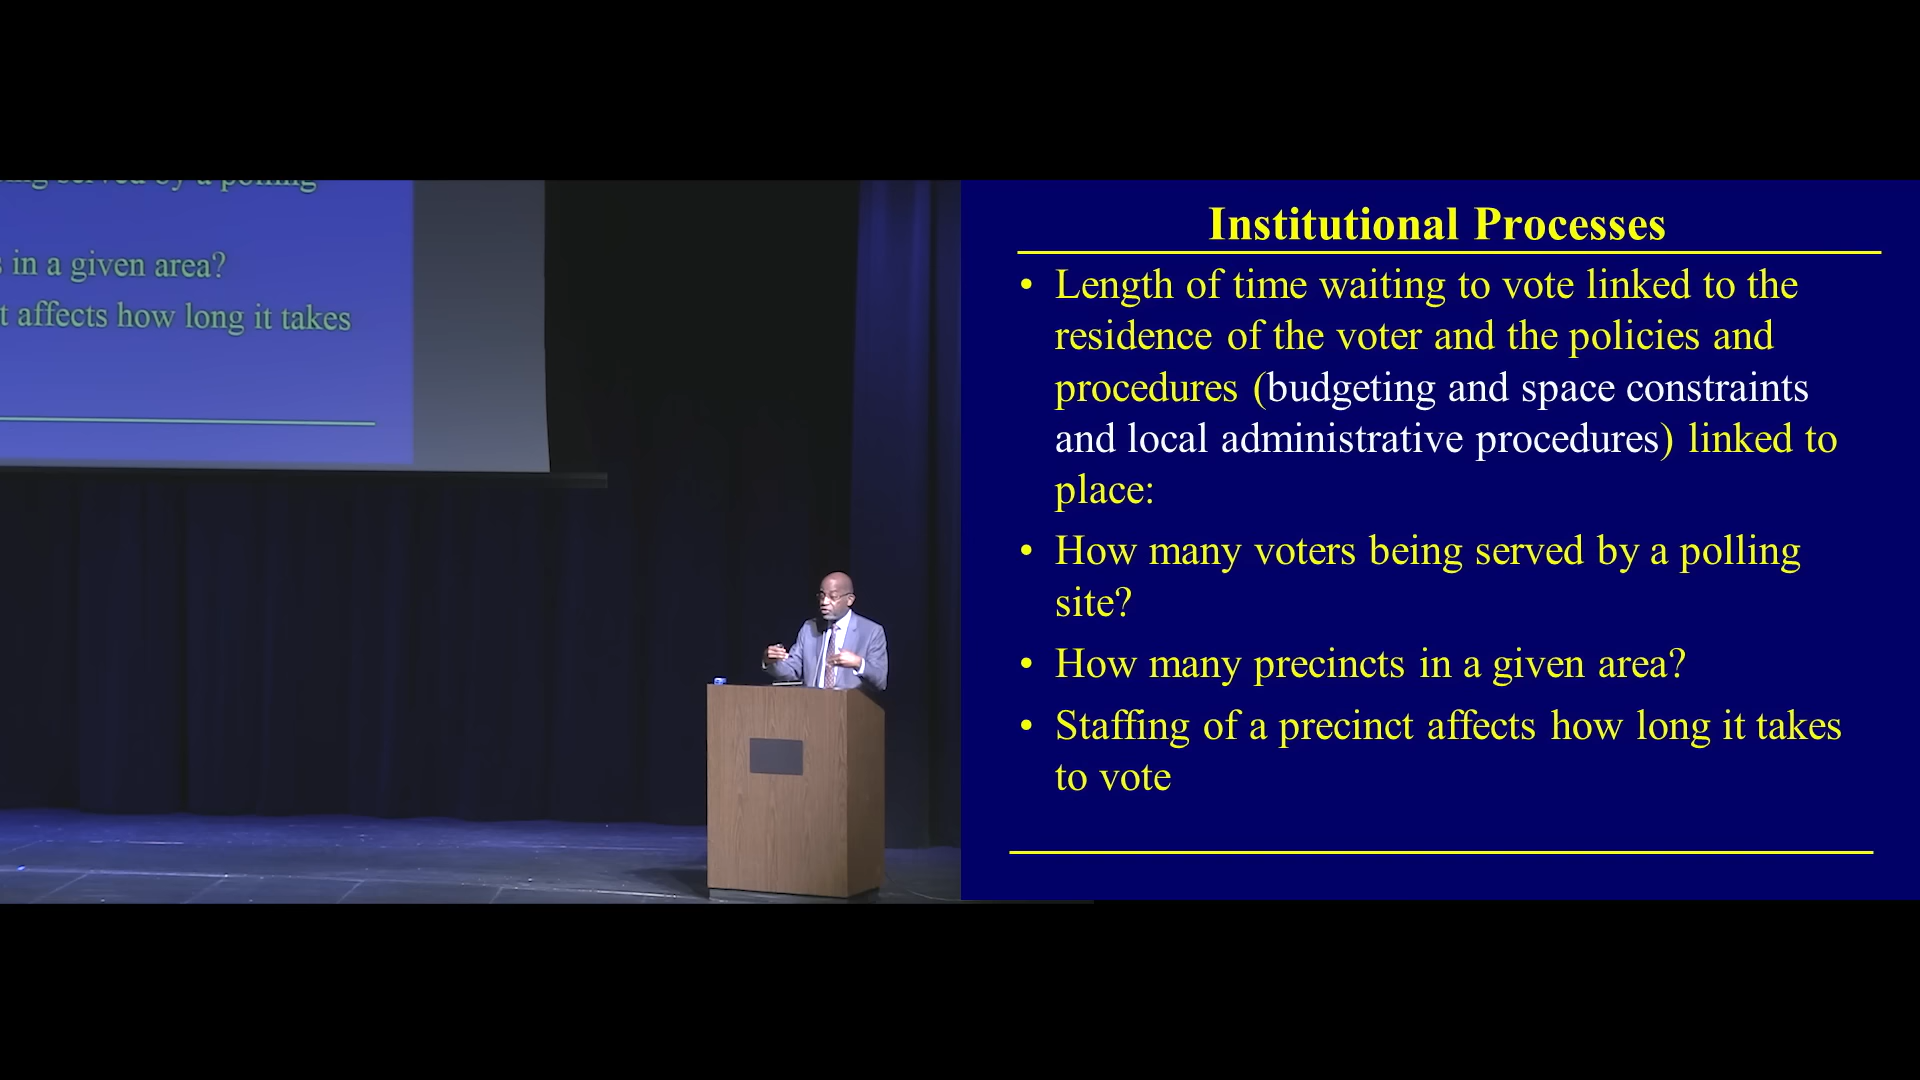 served by a polling
in a given area?
affects how long it takes
Institutional Processes
• Length of time waiting to vote linked to the
residence of the voter and the policies and
procedures (budgeting and space constraints
and local administrative procedures) linked to
place:
• How many voters being served by a polling
site?
• How many precincts in a given area?
• Staffing of a precinct affects how long it takes
to vote